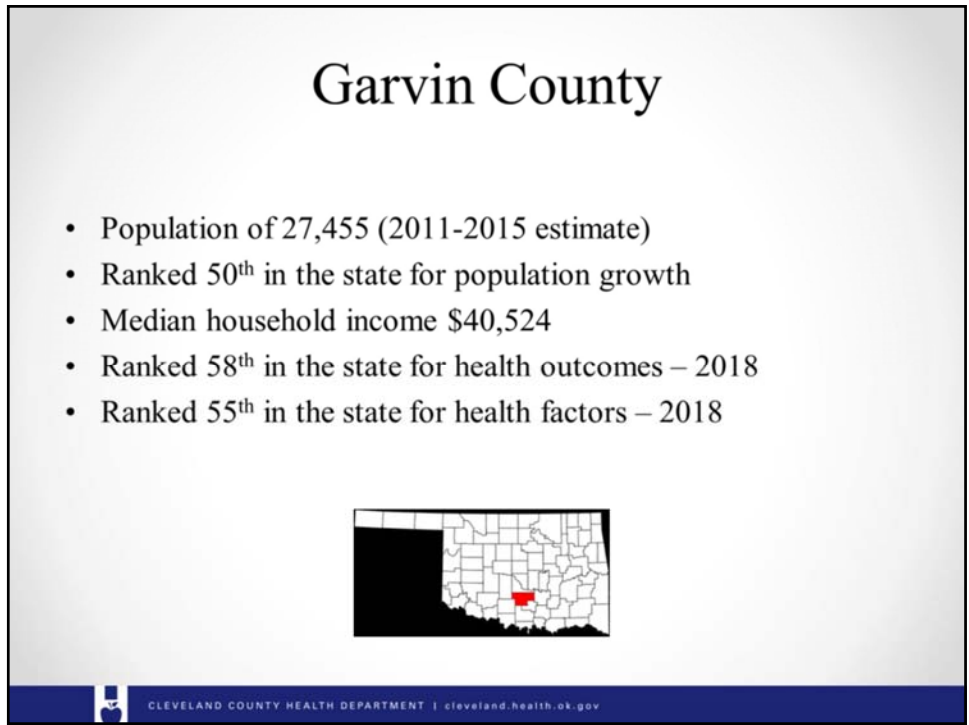 Garvin County
• Population of 27,455 (2011-2015 estimate)
• Ranked 50th in the state for population growth
• Median household income $40,524
• Ranked 58th in the state for health outcomes – 2018
• Ranked 55th in the state for health factors – 2018
CLEVELAND COUNTY HEALTH DEPARTMENT | cleveland.health.ok.gov